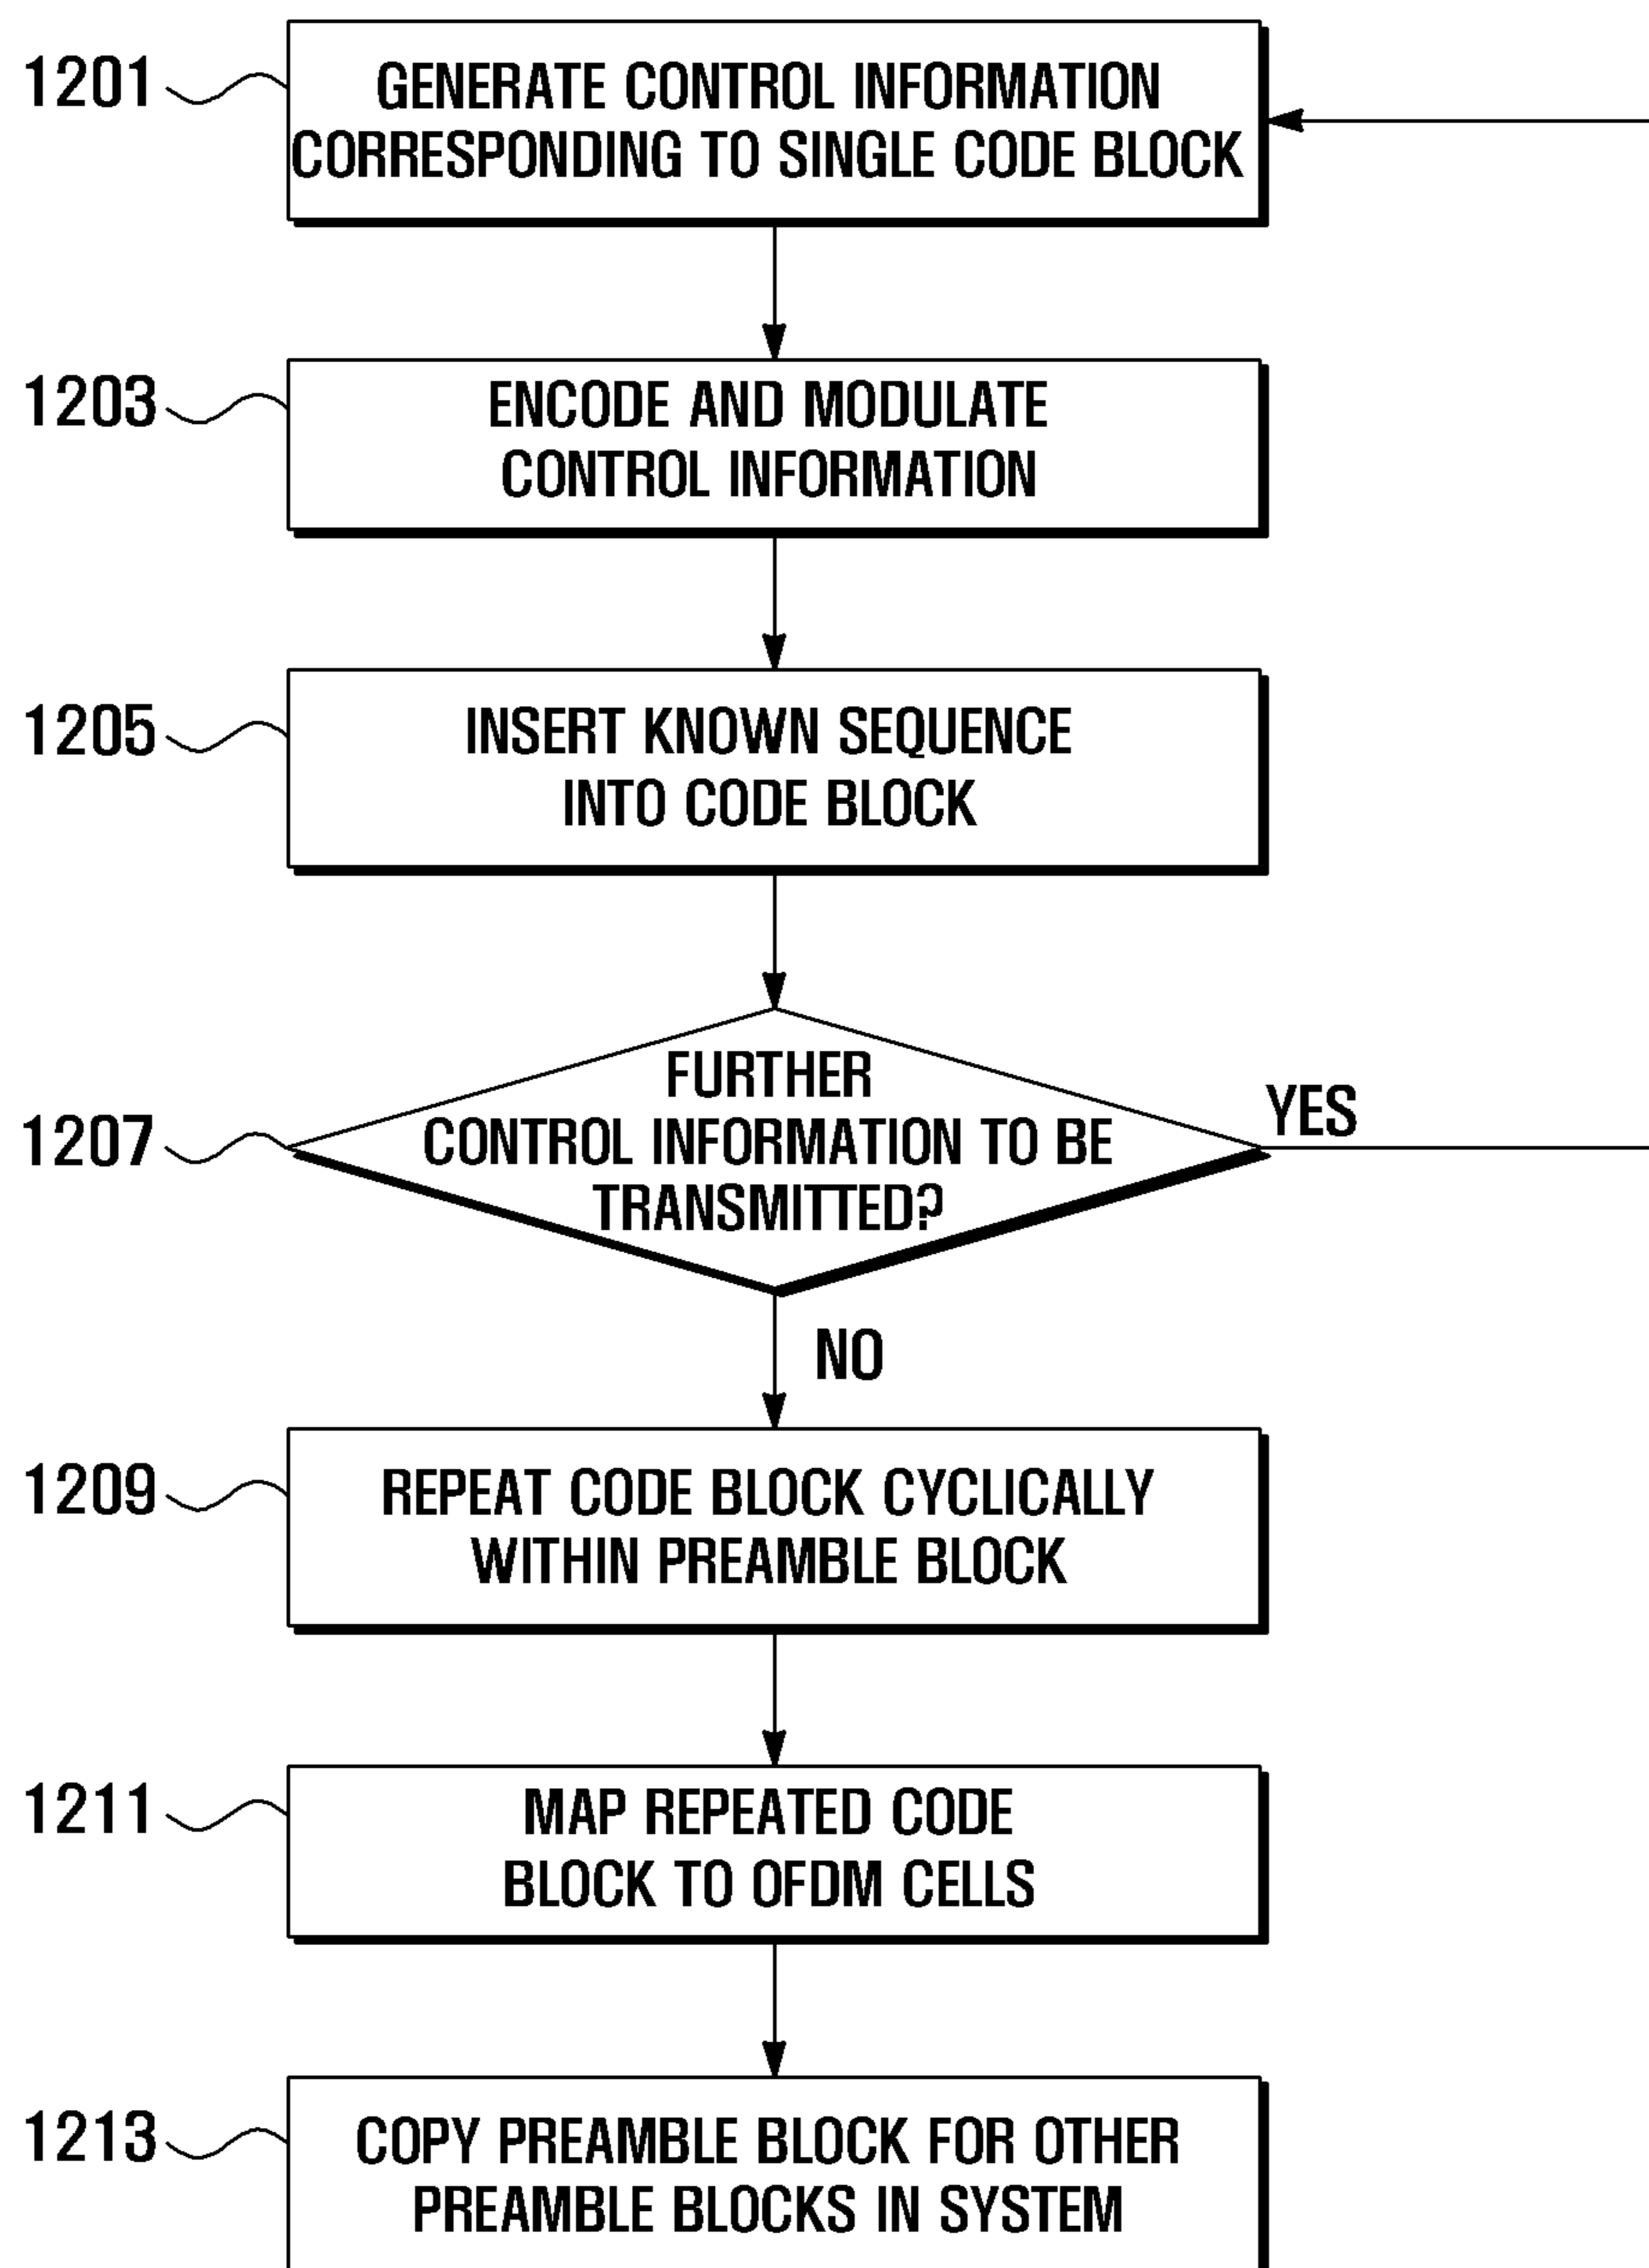 1201
GENERATE CONTROL INFORMATION
CORRESPONDING TO SINGLE CODE BLOCK
1203
ENCODE AND MODULATE
CONTROL INFORMATION
1205
INSERT KNOWN SEQUENCE
INTO CODE BLOCK
1207
FURTHER
CONTROL INFORMATION TO BE
TRANSMITTED?
YES
NO
1209
REPEAT CODE BLOCK CYCLICALLY
WITHIN PREAMBLE BLOCK
1211
MAP REPEATED CODE
BLOCK TO OFDM CELLS
1213
COPY PREAMBLE BLOCK FOR OTHER
PREAMBLE BLOCKS IN SYSTEM